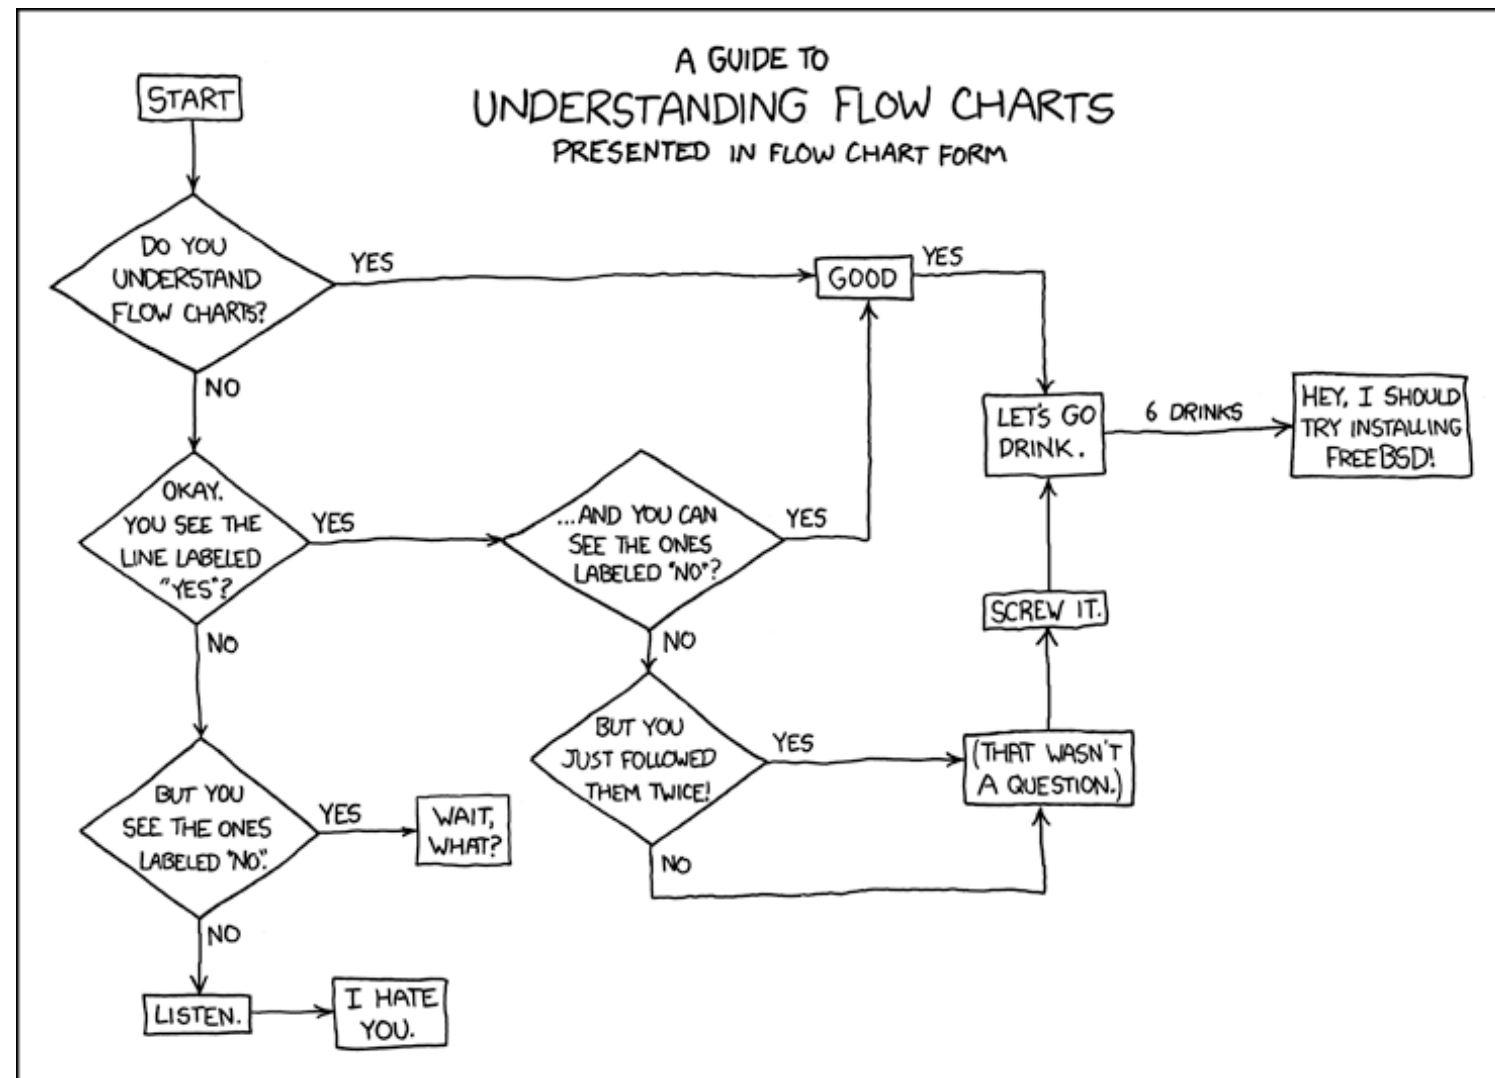 A GUIDE TO
UNDERSTANDING FLOW CHARTS
PRESENTED IN FLOW CHART FORM
START
DO YOU
UNDERSTAND
FLOW CHARTS?
YES
GOOD
YES
NO
LET'S GO
DRINK.
6 DRINKS
HEY, I SHOULD
TRY INSTALLING
FREEBSD!
OKAY.
YOU SEE THE
LINE LABELED
"YES"?
YES
...AND YOU CAN
SEE THE ONES
LABELED "NO"?
YES
NO
NO
SCREW IT.
BUT YOU
JUST FOLLOWED
THEM TWICE!
YES
(THAT WASN'T
A QUESTION.)
NO
BUT YOU
SEE THE ONES
LABELED "NO".
YES
WAIT,
WHAT?
NO
LISTEN.
I HATE
YOU.